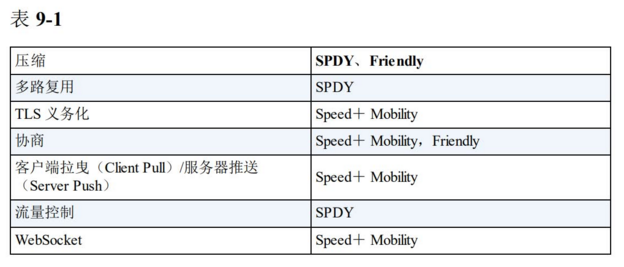 表 9-1
压缩 SPDY、Friendly
多路复用 SPDY
TLS 义务化 Speed＋ Mobility
协商 Speed＋ Mobility，Friendly
客户端拉曳（Client Pull）/服务器推送
（Server Push） Speed＋ Mobility
流量控制 SPDY
WebSocket Speed＋ Mobility